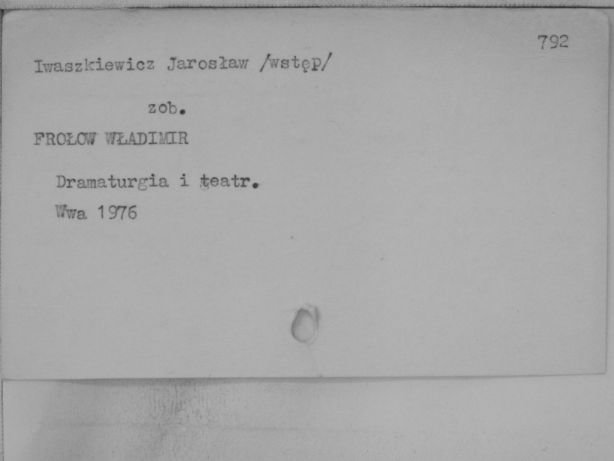 792
Iwaszkiewicz Jarosław /wstęp/
zob.
FROŁOW WŁADIMIR
Dramaturgia i teatr.
Wwa 1976